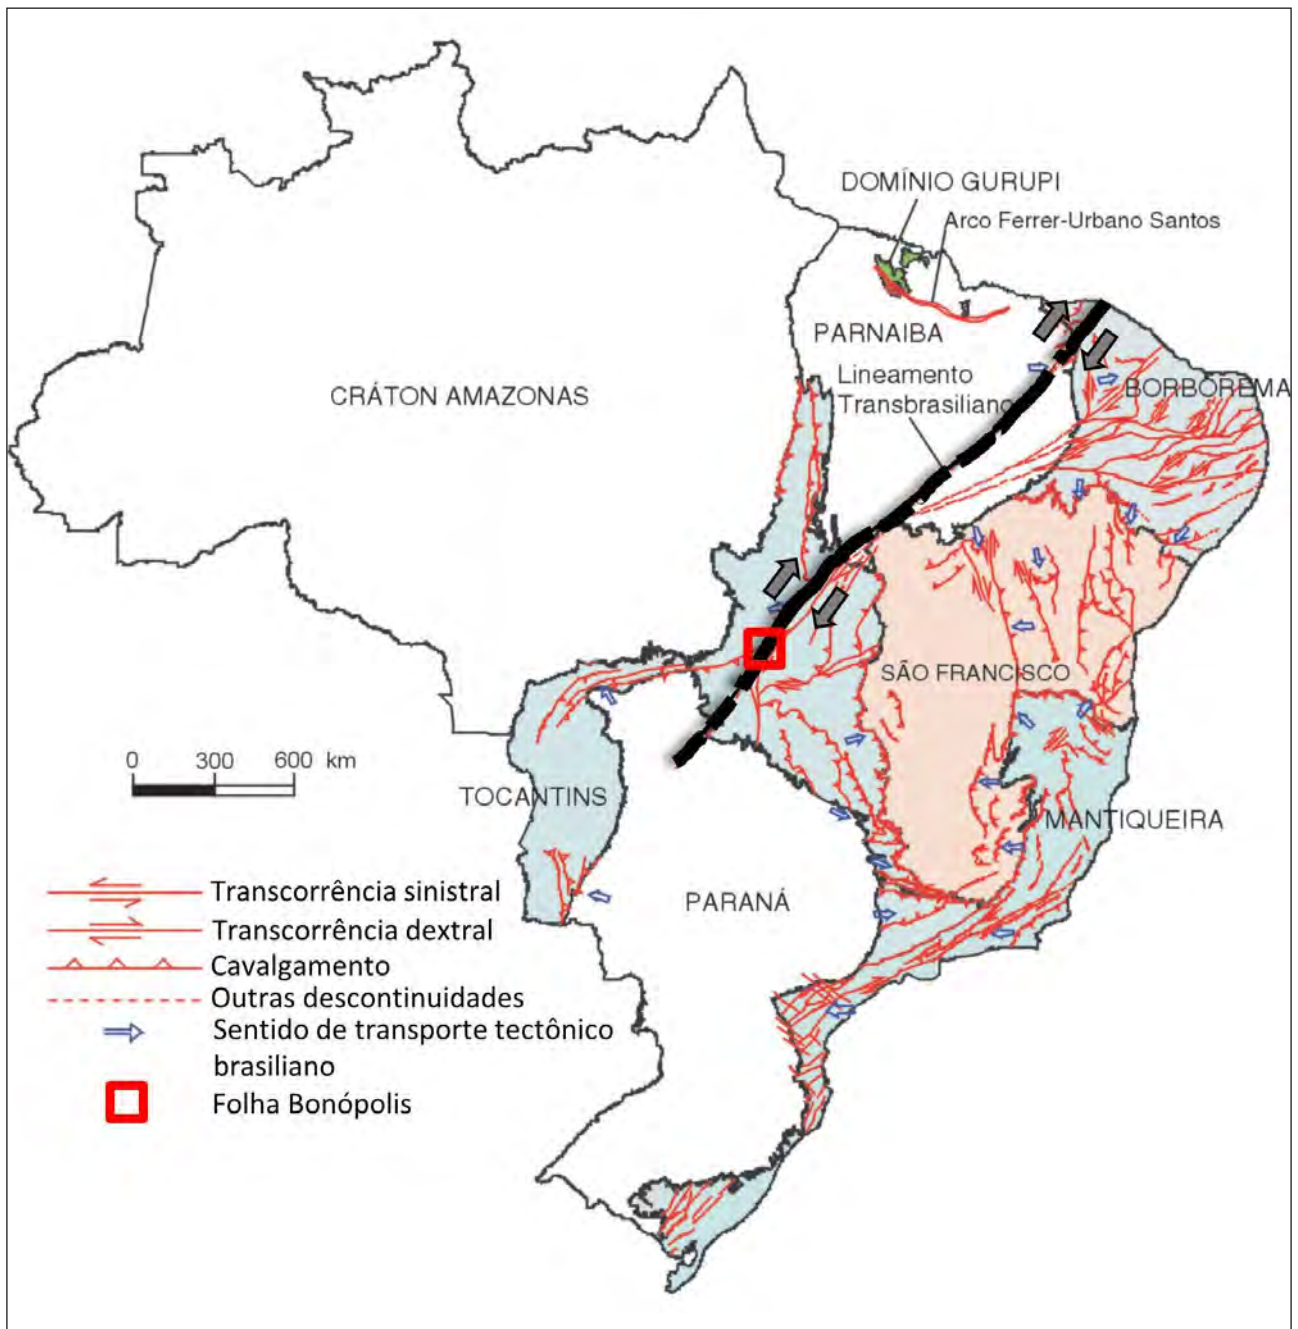 DOMÍNIO GURUPI
Arco Ferrer-Urbano Santos
PARNAIBA
Lineamento
Transbrasiliano
BORBOREMA
CRÁTON AMAZONAS
SÃO FRANCISCO
0 300 600 km
TOCANTINS
MANTIQUEIRA
PARANÁ
Transcorrência sinistral
Transcorrência dextral
Cavalgamento
Outras descontinuidades
Sentido de transporte tectônico
brasiliano
Folha Bonópolis